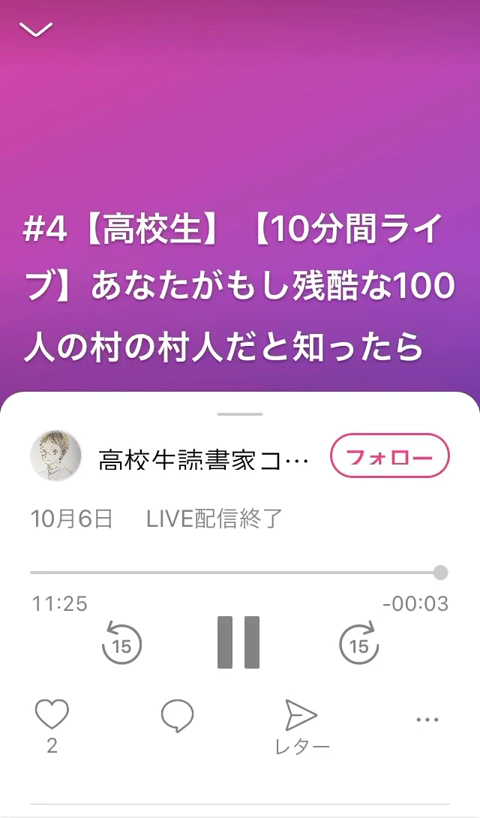 #4【高校生】【10分間ライ
ブ】あなたがもし残酷な100
人の村の村人だと知ったら
高校生読書家コ…
フォロー
10月6日 LIVE配信終了
11:25 -00:03
15 15
2
レター